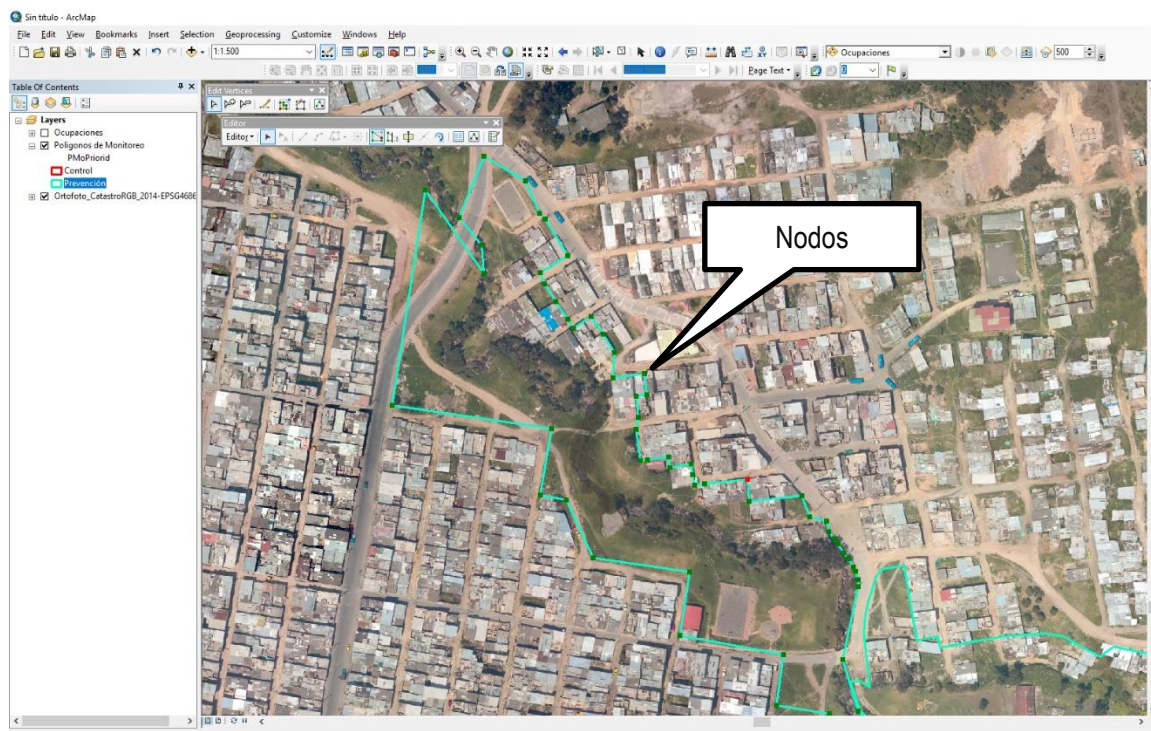 Sin título - ArcMap
File Edit View Bookmarks Insert Selection Geoprocessing Customize Windows Help
1:1.500
Ocupaciones
500
Page Text
Table Of Contents
Edit Vertices
Editor
Editor
Layers
Ocupaciones
Poligonos de Monitoreo
PMoPriorid
Control
Prevención
Ortofoto_CatastroRGB_2014-EPSG4686
Nodos